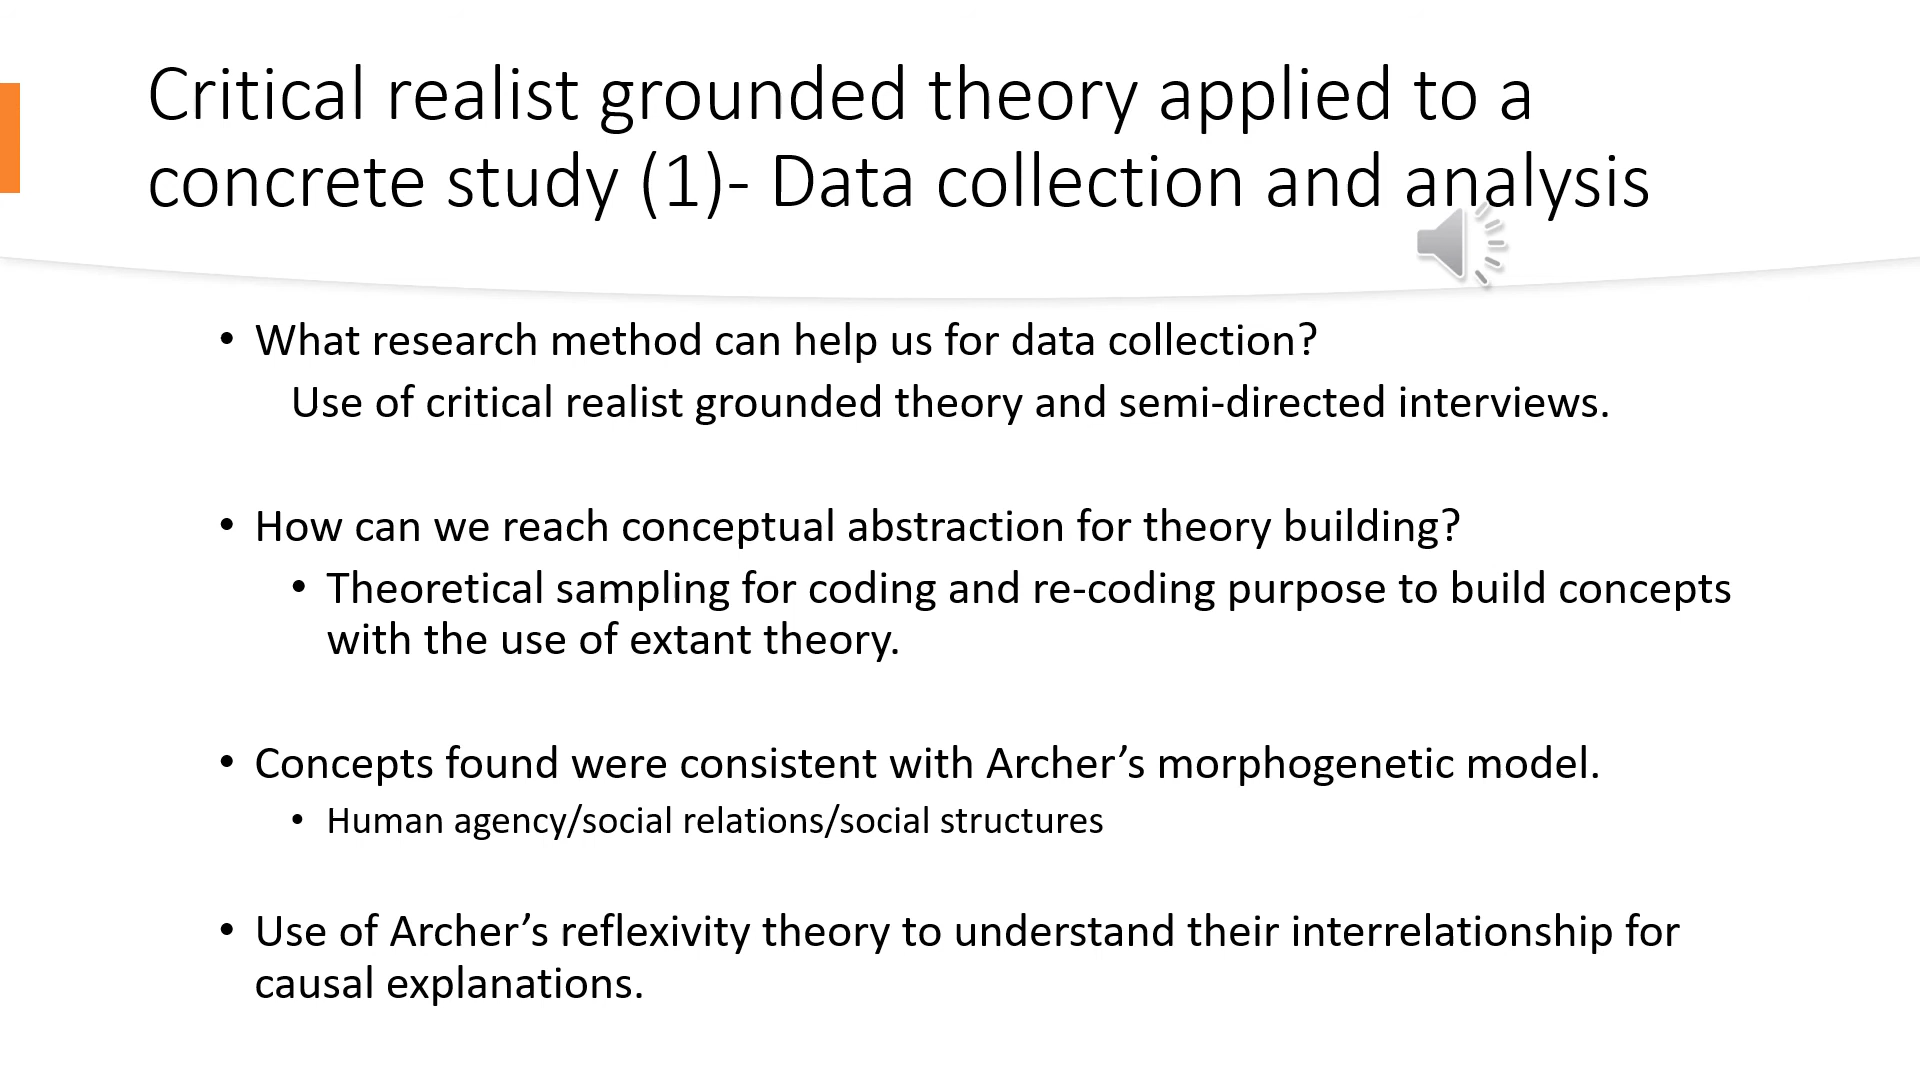 Critical realist grounded theory applied to a
concrete study (1)- Data collection and analysis
• What research method can help us for data collection?
Use of critical realist grounded theory and semi-directed interviews.
• How can we reach conceptual abstraction for theory building?
• Theoretical sampling for coding and re-coding purpose to build concepts
with the use of extant theory.
• Concepts found were consistent with Archer’s morphogenetic model.
• Human agency/social relations/social structures
• Use of Archer’s reflexivity theory to understand their interrelationship for
causal explanations.